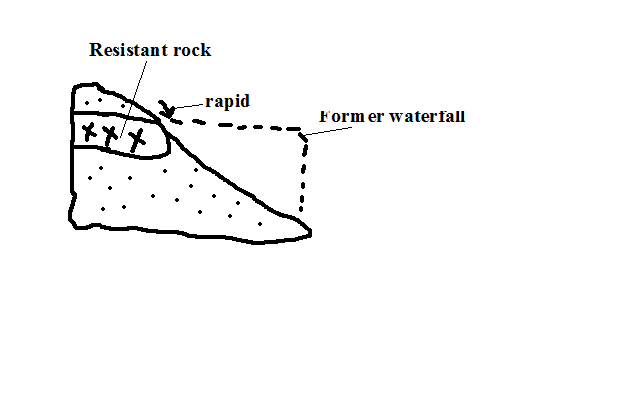 Resistant rock
rapid
Former waterfall